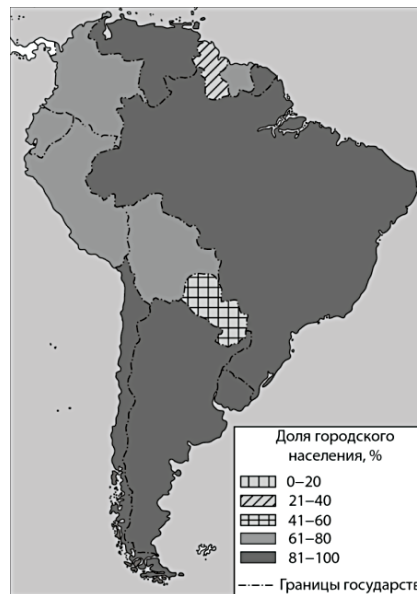 Доля городского
населения, %
0–20
21–40
41–60
61–80
81–100
Границы государств